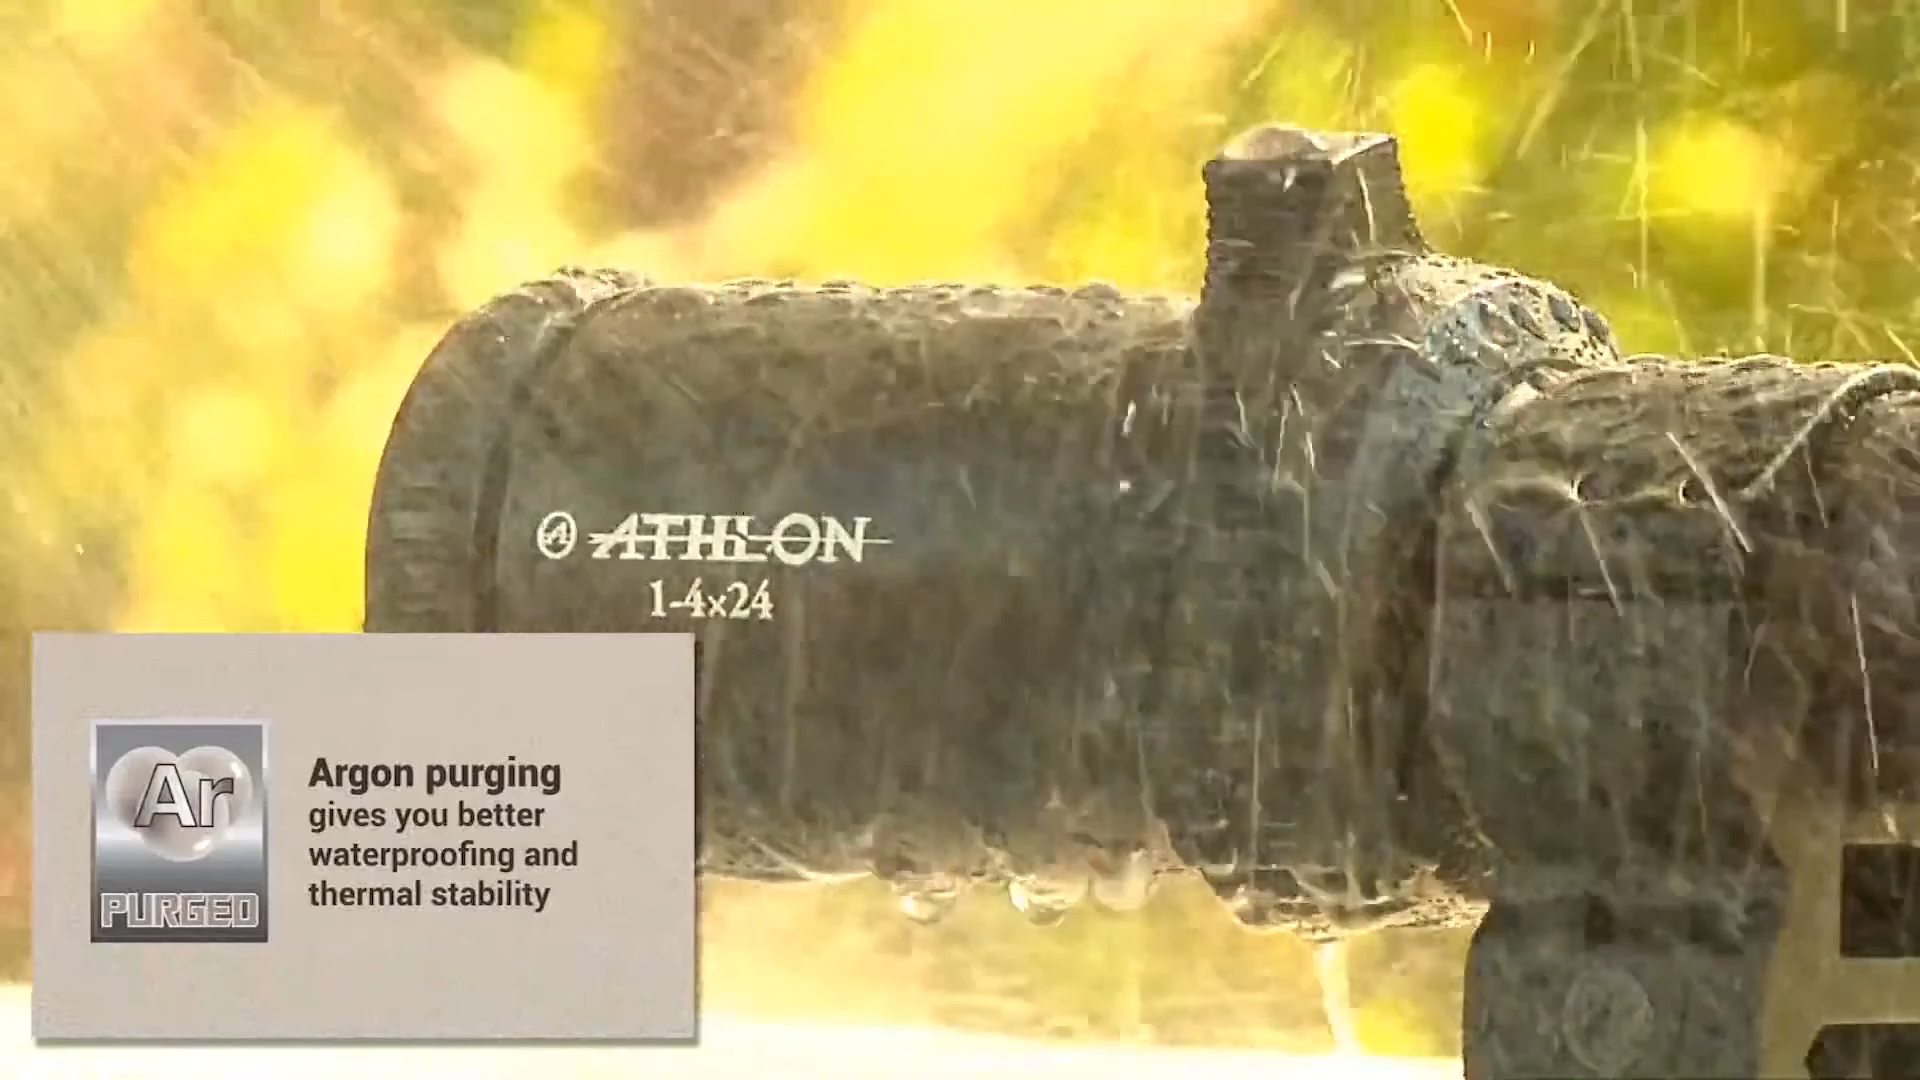 ATHLON
1-4x24
Ar
PURGED
Argon purging
gives you better
waterproofing and
thermal stability